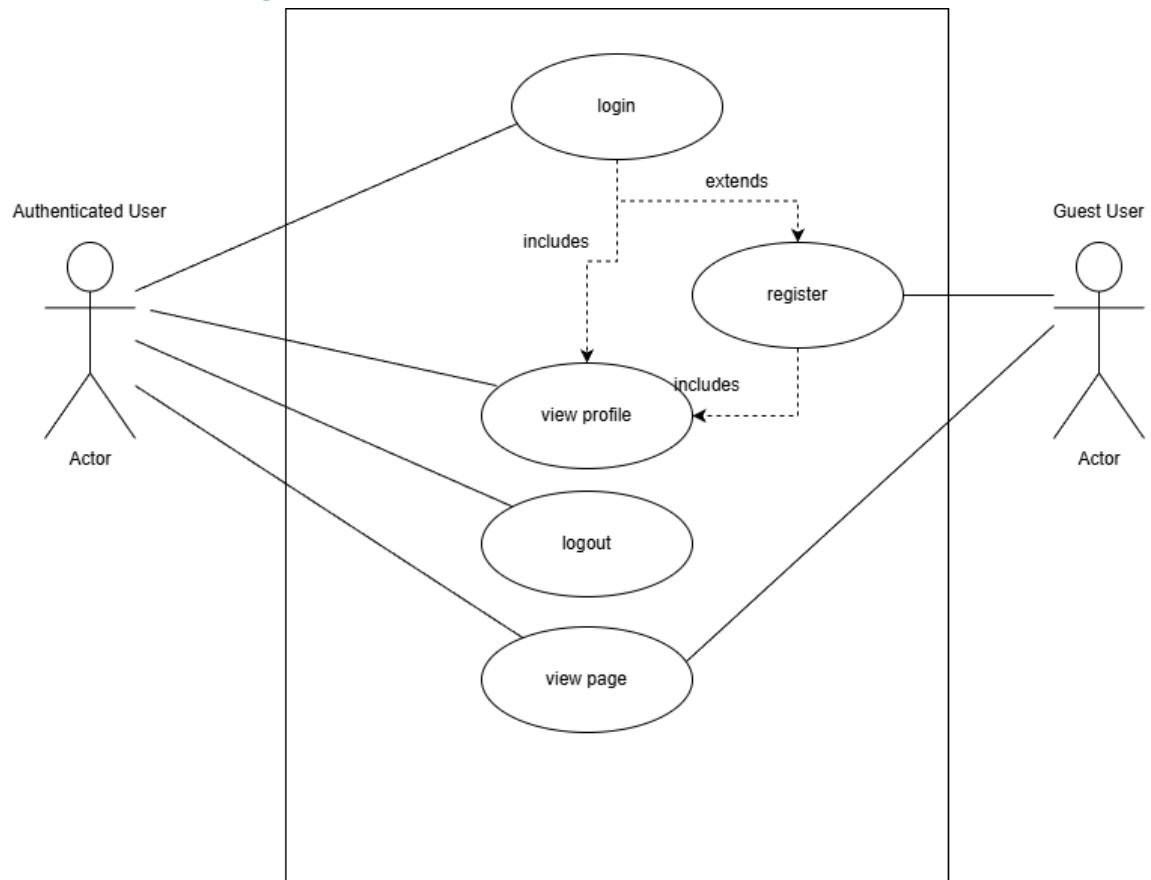 login
extends
Authenticated User
Guest User
includes
register
includes
view profile
Actor
Actor
logout
view page